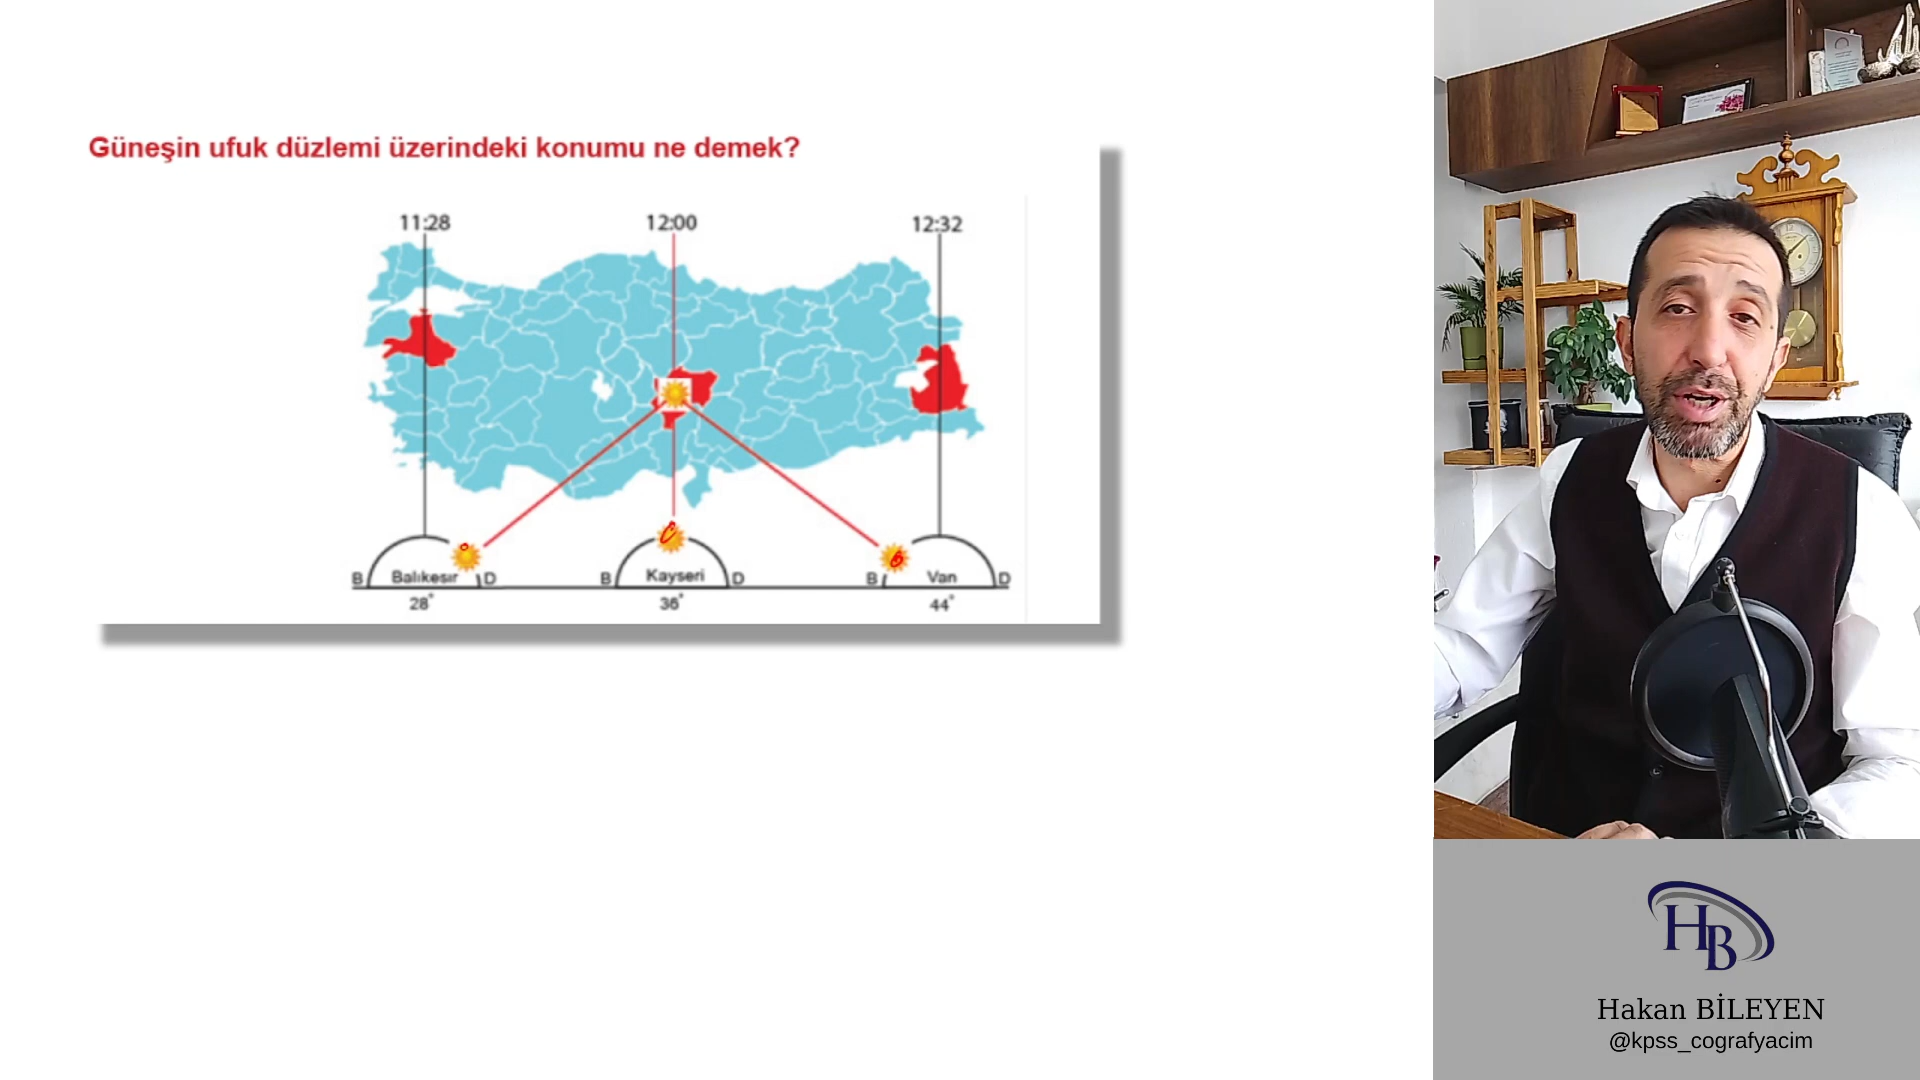 Güneşin ufuk düzlemi üzerindeki konumu ne demek?
11:28 12:00 12:32
B Balıkesir D B Kayseri D B Van D
28° 36° 44°
HB
Hakan BİLEYEN
@kpss_cografyacim